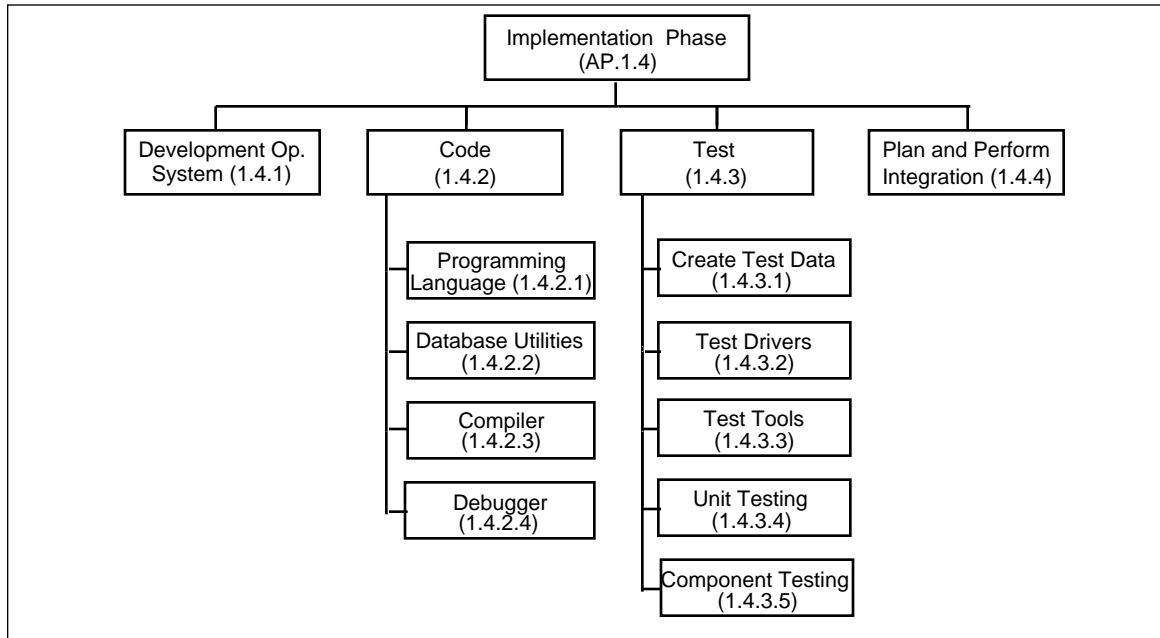 Implementation Phase
(AP.1.4)
Development Op.
System (1.4.1)
Code
(1.4.2)
Test
(1.4.3)
Plan and Perform
Integration (1.4.4)
Programming
Language (1.4.2.1)
Database Utilities
(1.4.2.2)
Compiler
(1.4.2.3)
Debugger
(1.4.2.4)
Create Test Data
(1.4.3.1)
Test Drivers
(1.4.3.2)
Test Tools
(1.4.3.3)
Unit Testing
(1.4.3.4)
Component Testing
(1.4.3.5)